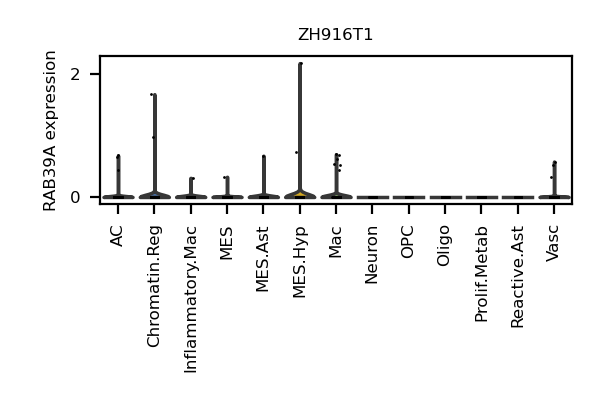 ZH916T1
RAB39A expression
2
0
AC
Chromatin.Reg
Inflammatory.Mac
MES
MES.Ast
MES.Hyp
Mac
Neuron
OPC
Oligo
Prolif.Metab
Reactive.Ast
Vasc